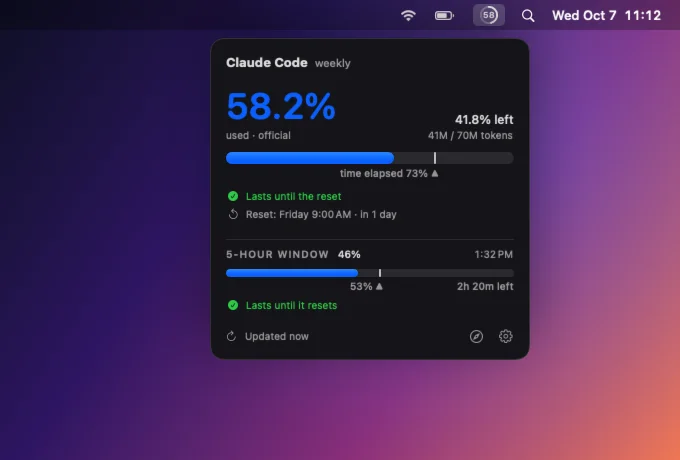 58
Wed Oct 7 11:12
Claude Code weekly
58.2%
41.8% left
used · official
41M / 70M tokens
time elapsed 73% ▲
Lasts until the reset
Reset: Friday 9:00 AM · in 1 day
5-HOUR WINDOW 46%
1:32 PM
53% ▲
2h 20m left
Lasts until it resets
Updated now